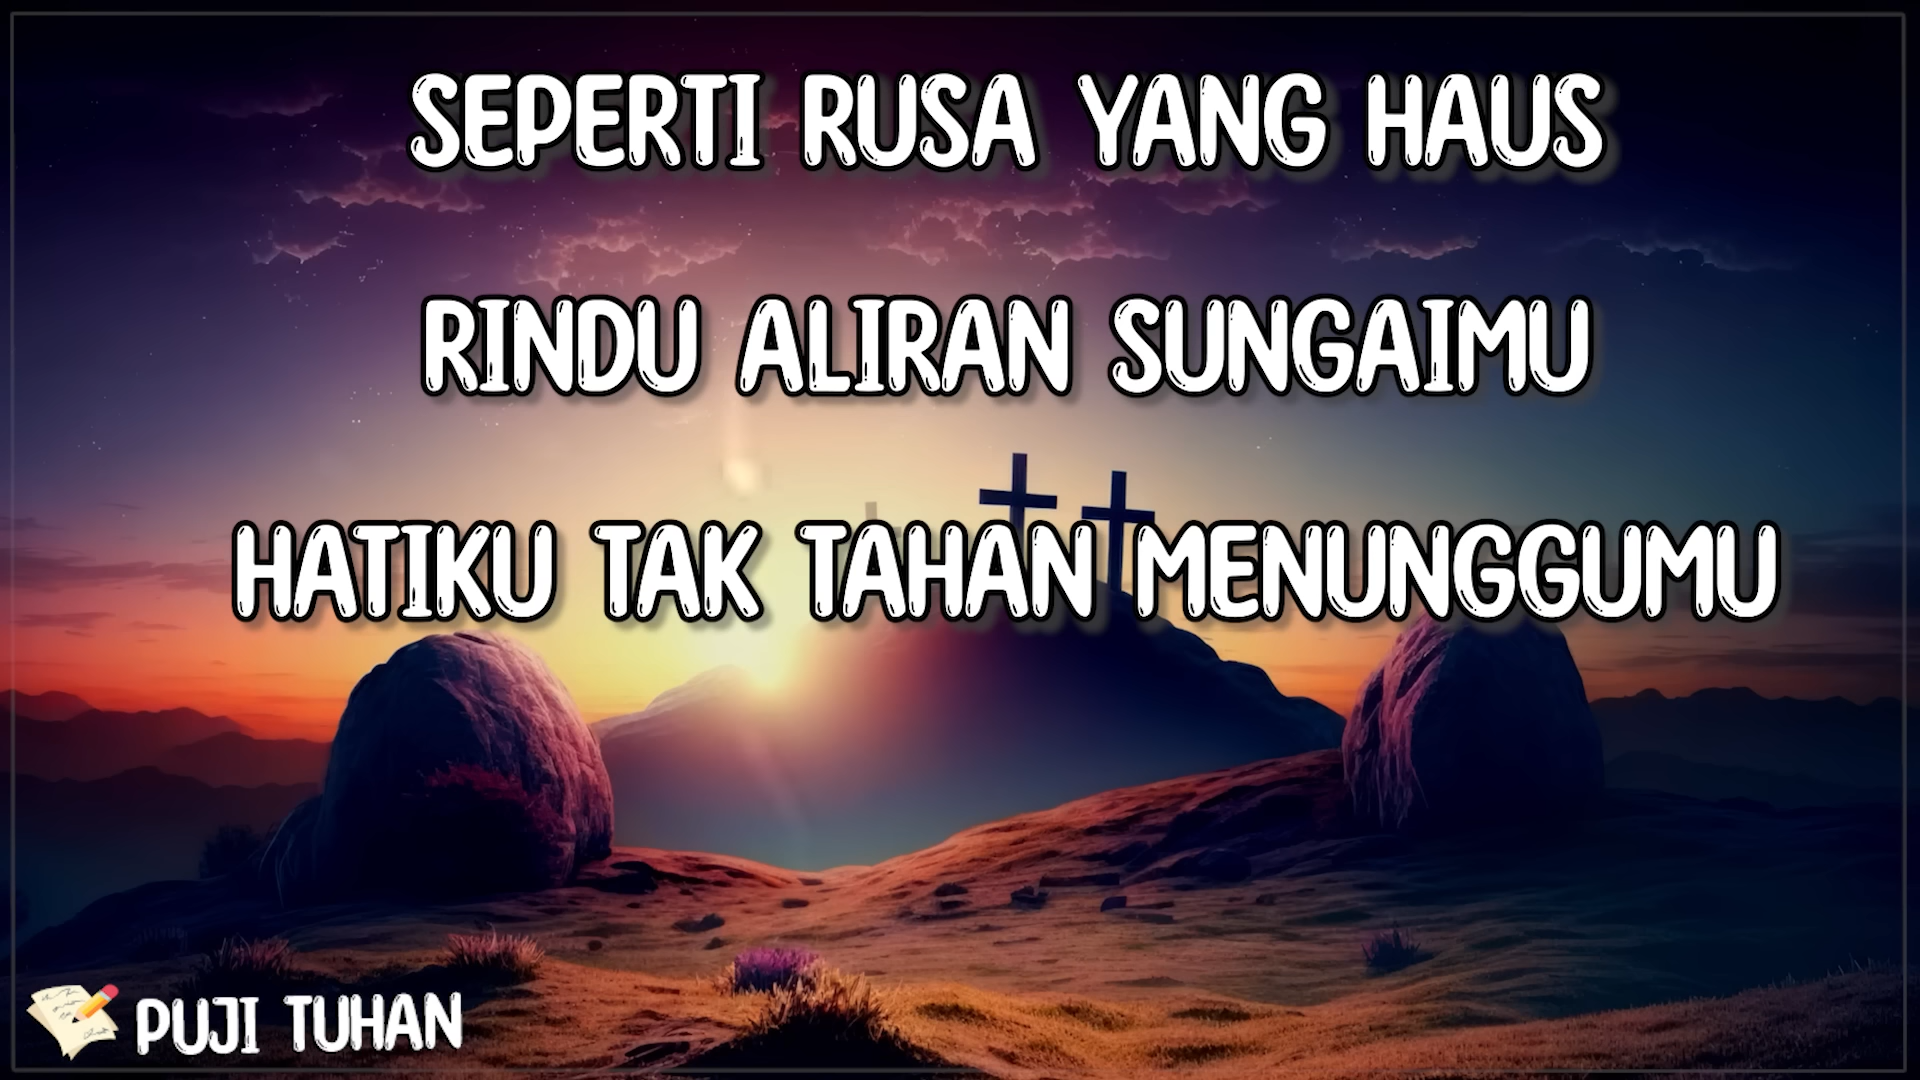 SEPERTI RUSA YANG HAUS
RINDU ALIRAN SUNGAIMU
HATIKU TAK TAHAN MENUNGGUMU
PUJI TUHAN